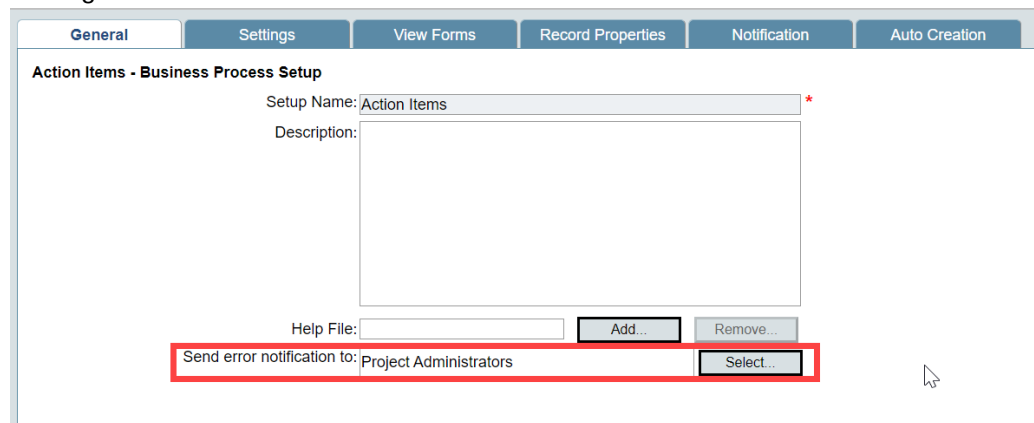 General Settings View Forms Record Properties Notification Auto Creation
Action Items - Business Process Setup
Setup Name: Action Items *
Description:
Help File: Add... Remove...
Send error notification to: Project Administrators Select...